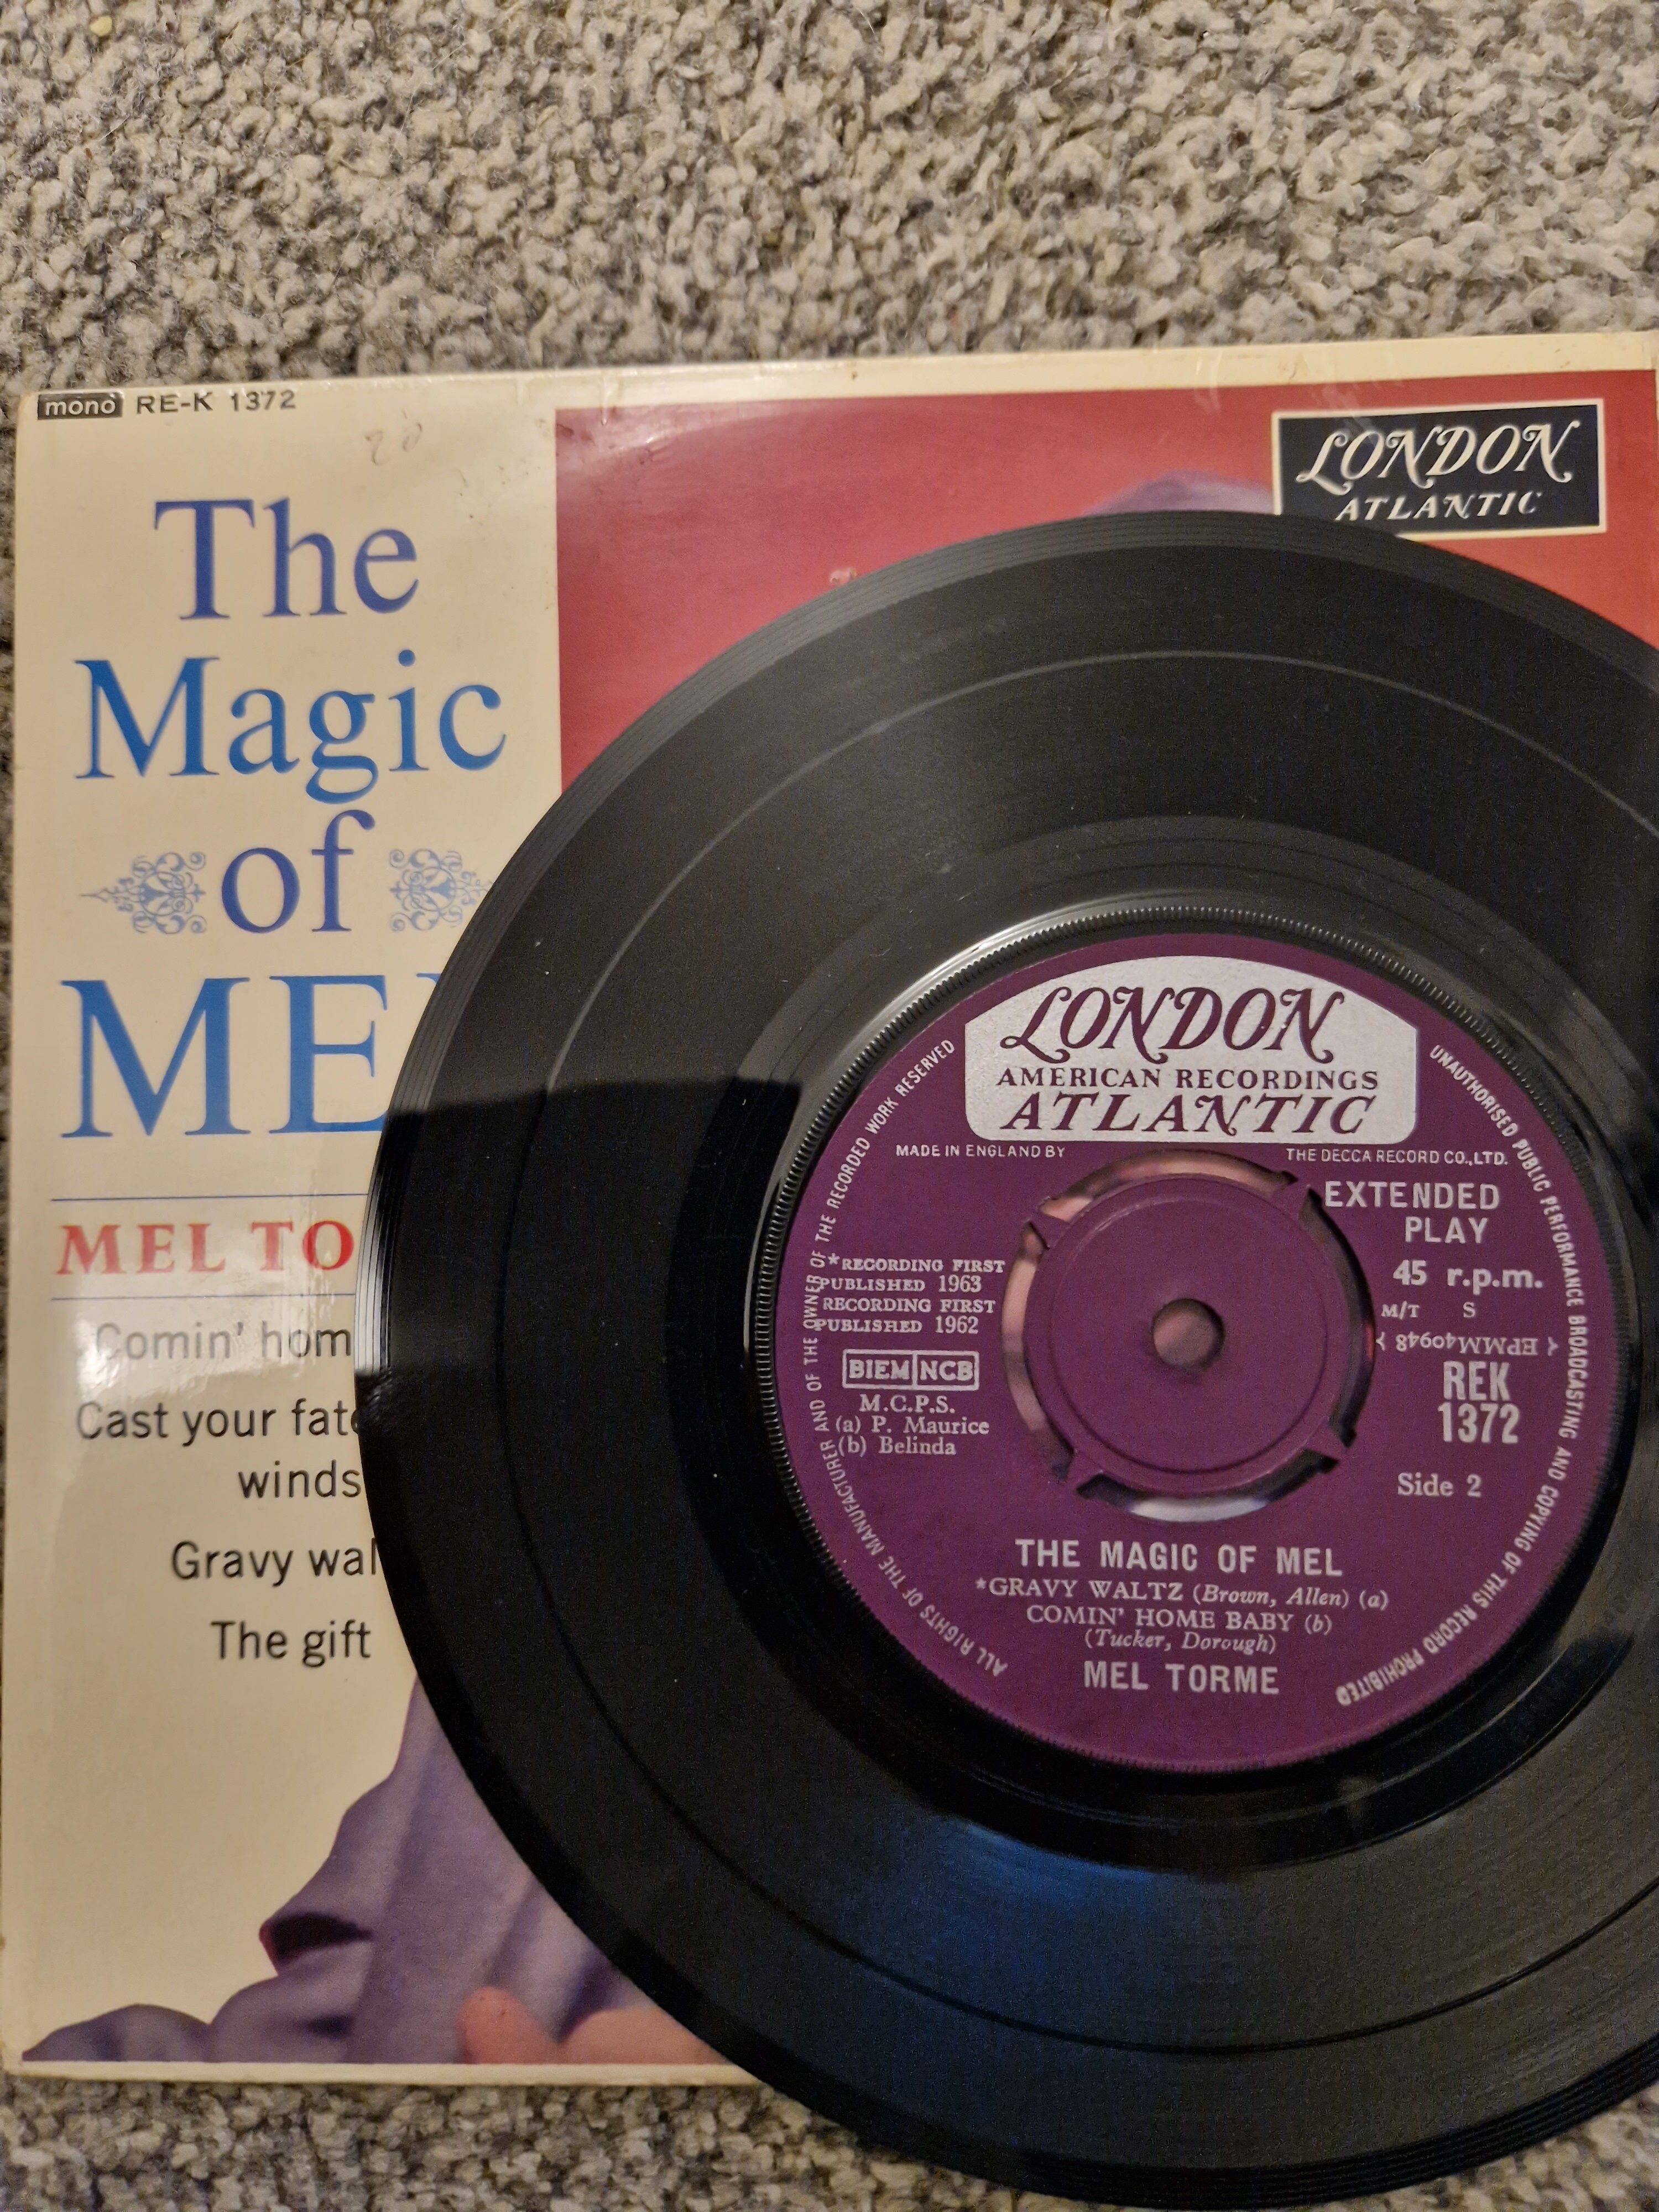 mono RE-K 1372
20
LONDON
ATLANTIC
The
Magic
of
ME
MEL TO
Comin' hom
Cast your fate
winds
Gravy wal
The gift
LONDON
AMERICAN RECORDINGS
ATLANTIC
MADE IN ENGLAND BY THE DECCA RECORD CO., LTD.
ALL RIGHTS OF THE MANUFACTURER AND OF THE OWNER OF THE RECORDED WORK RESERVED
UNAUTHORISED PUBLIC PERFORMANCE BROADCASTING AND COPYING OF THIS RECORD PROHIBITED
EXTENDED
PLAY
45 r.p.m.
M/T S
EPMM40948
REK
1372
Side 2
*RECORDING FIRST
PUBLISHED 1963
RECORDING FIRST
PUBLISHED 1962
BIEM NCB
M.C.P.S.
(a) P. Maurice
(b) Belinda
THE MAGIC OF MEL
*GRAVY WALTZ (Brown, Allen) (a)
COMIN' HOME BABY (b)
(Tucker, Dorough)
MEL TORME